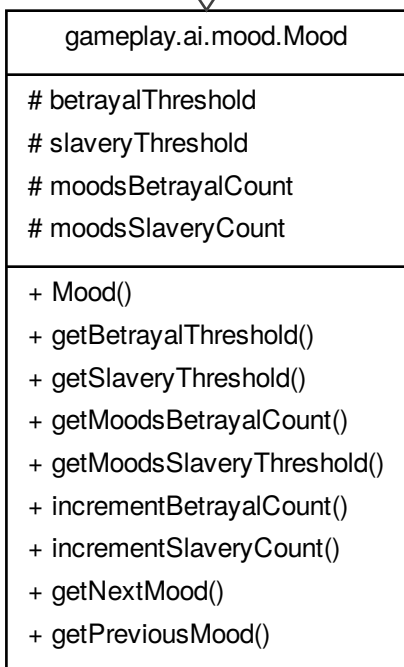 gameplay.ai.mood.Mood
# betrayalThreshold
# slaveryThreshold
# moodsBetrayalCount
# moodsSlaveryCount
+ Mood()
+ getBetrayalThreshold()
+ getSlaveryThreshold()
+ getMoodsBetrayalCount()
+ getMoodsSlaveryThreshold()
+ incrementBetrayalCount()
+ incrementSlaveryCount()
+ getNextMood()
+ getPreviousMood()